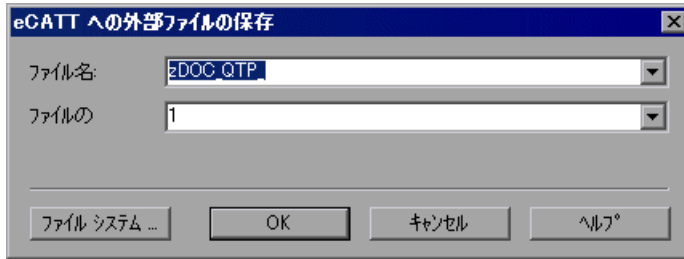 eCATT への外部ファイルの保存
ファイル名:
zDOC_QTP_
ファイルの
1
ファイル システム ...
OK
キャンセル
ヘルプ